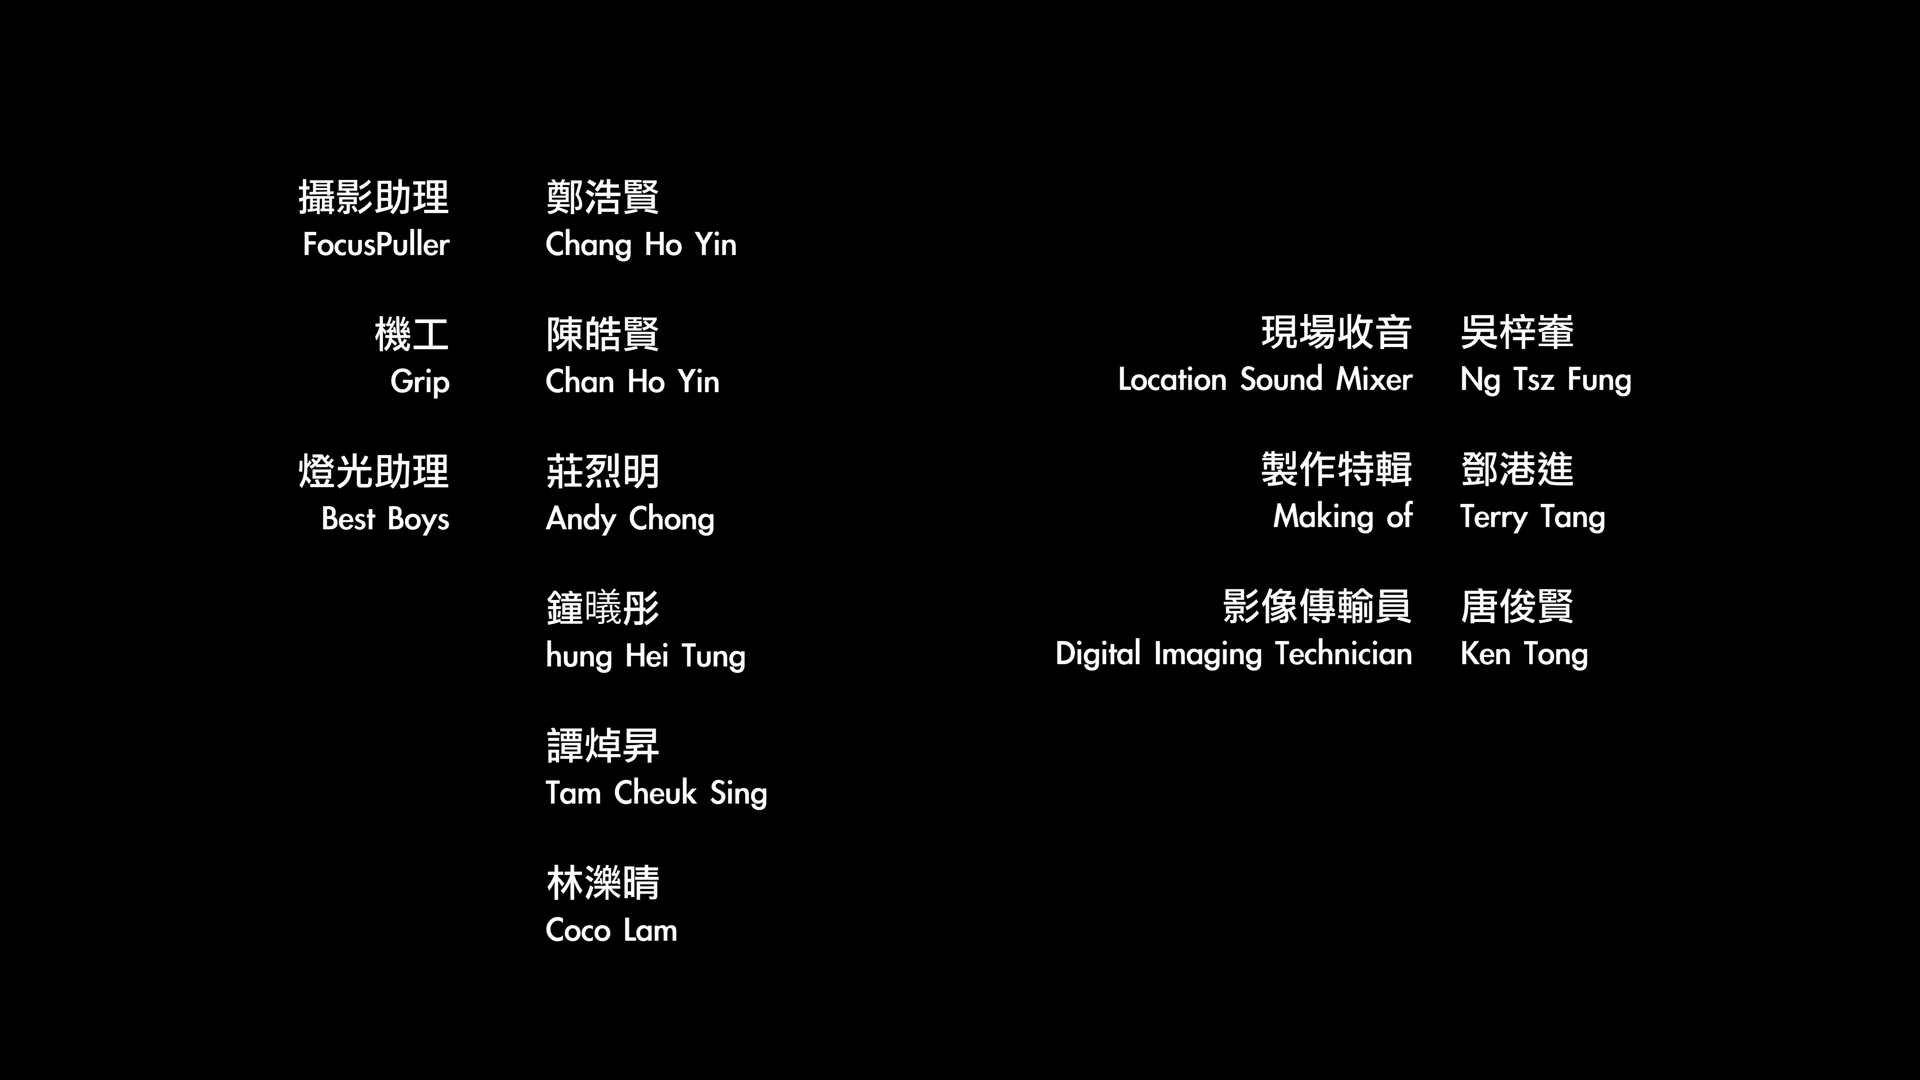 攝影助理 鄭浩賢
FocusPuller Chang Ho Yin
機工 陳皓賢
Grip Chan Ho Yin
燈光助理 莊烈明
Best Boys Andy Chong
鐘曦彤
hung Hei Tung
譚焯昇
Tam Cheuk Sing
林濼晴
Coco Lam
現場收音 吳梓崋
Location Sound Mixer Ng Tsz Fung
製作特輯 鄧港進
Making of Terry Tang
影像傳輸員 唐俊賢
Digital Imaging Technician Ken Tong